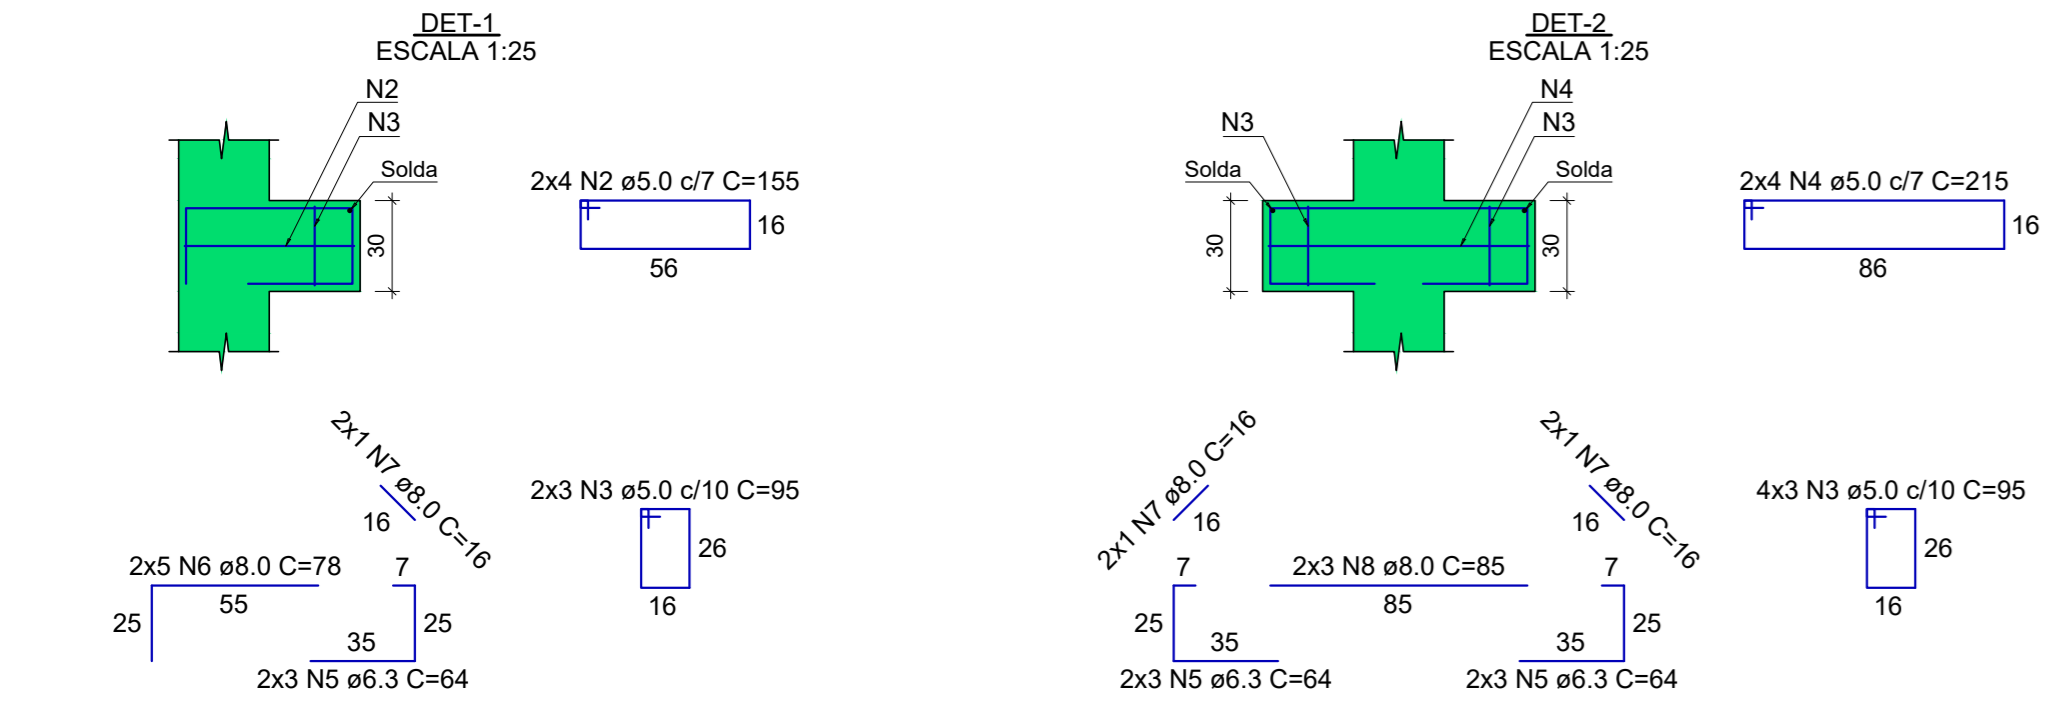 DET-1
ESCALA 1:25
N2
N3
Solda
30
2x4 N2 ø5.0 c/7 C=155
16
56
2x1 N7 ø8.0 C=16
16
2x5 N6 ø8.0 C=78
55
25
7
25
35
2x3 N5 ø6.3 C=64
2x3 N3 ø5.0 c/10 C=95
26
16
DET-2
ESCALA 1:25
N4
N3
N3
Solda
Solda
30
30
2x4 N4 ø5.0 c/7 C=215
16
86
2x1 N7 ø8.0 C=16
16
2x1 N7 ø8.0 C=16
16
7
2x3 N8 ø8.0 C=85
85
7
25
35
2x3 N5 ø6.3 C=64
35
25
2x3 N5 ø6.3 C=64
4x3 N3 ø5.0 c/10 C=95
26
16